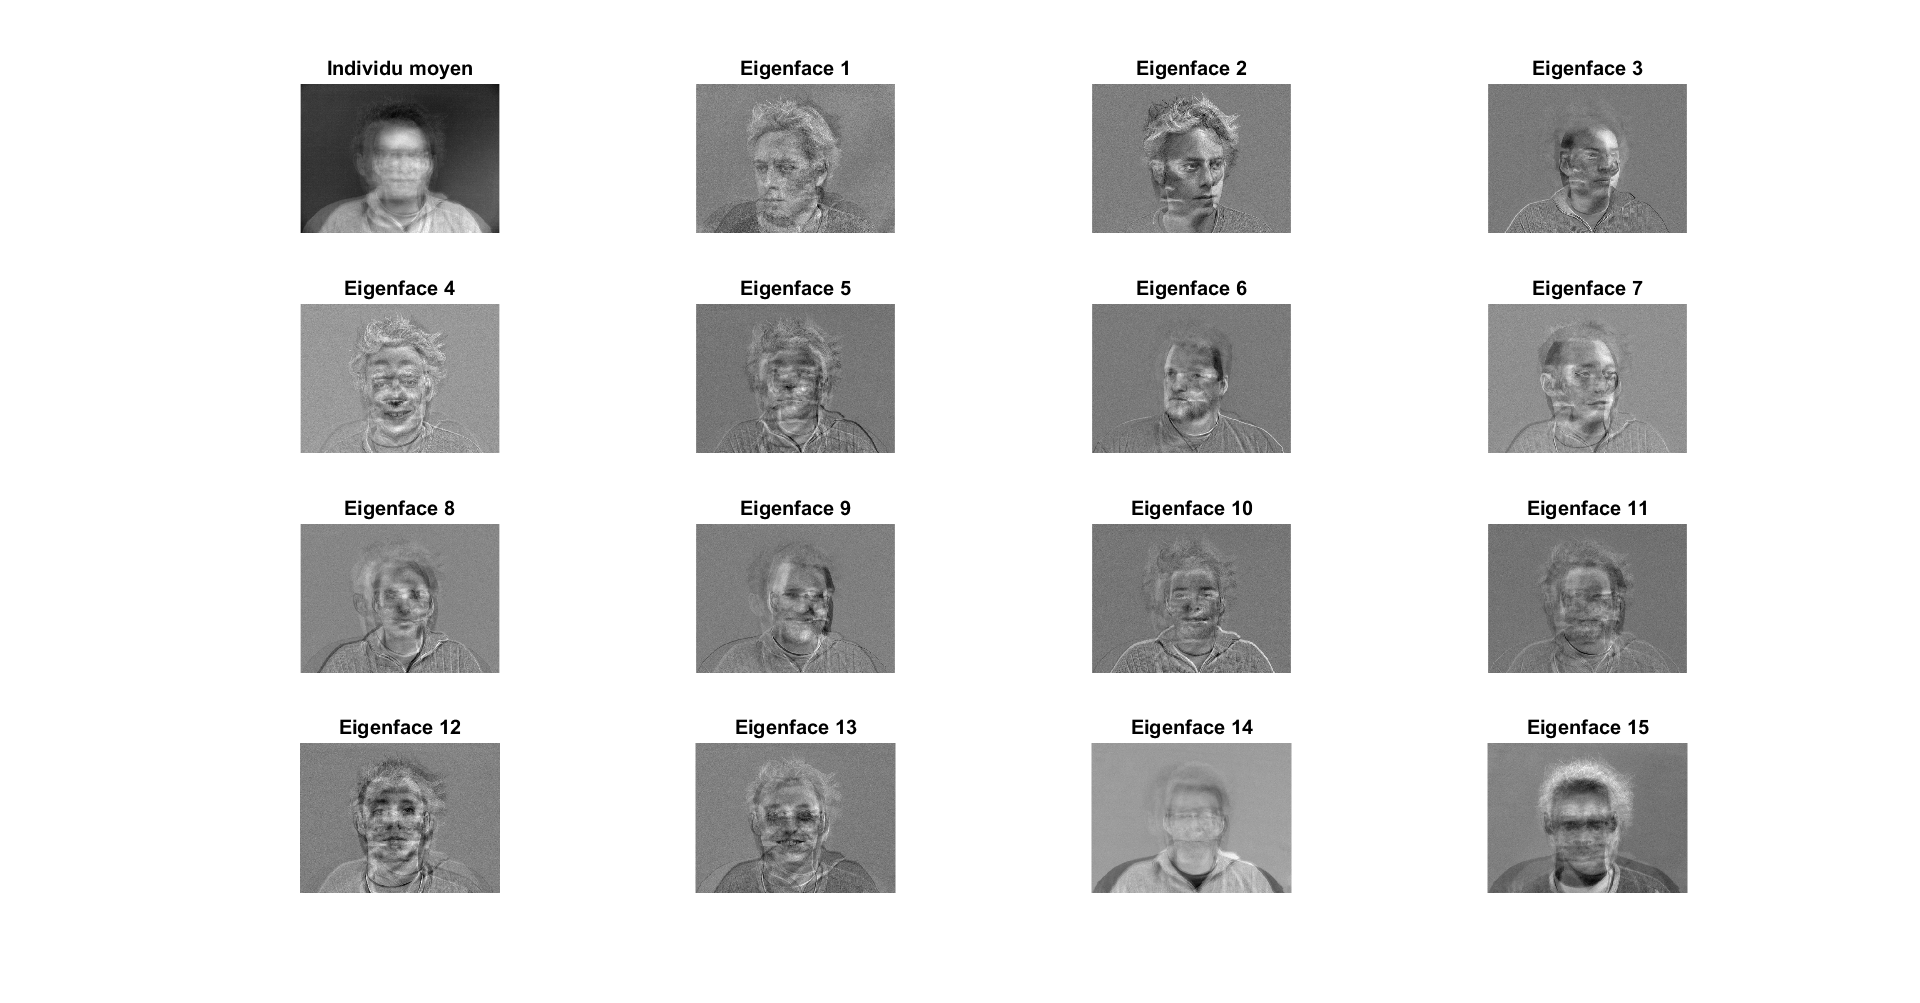 Individu moyen
Eigenface 1
Eigenface 2
Eigenface 3
Eigenface 4
Eigenface 5
Eigenface 6
Eigenface 7
Eigenface 8
Eigenface 9
Eigenface 10
Eigenface 11
Eigenface 12
Eigenface 13
Eigenface 14
Eigenface 15